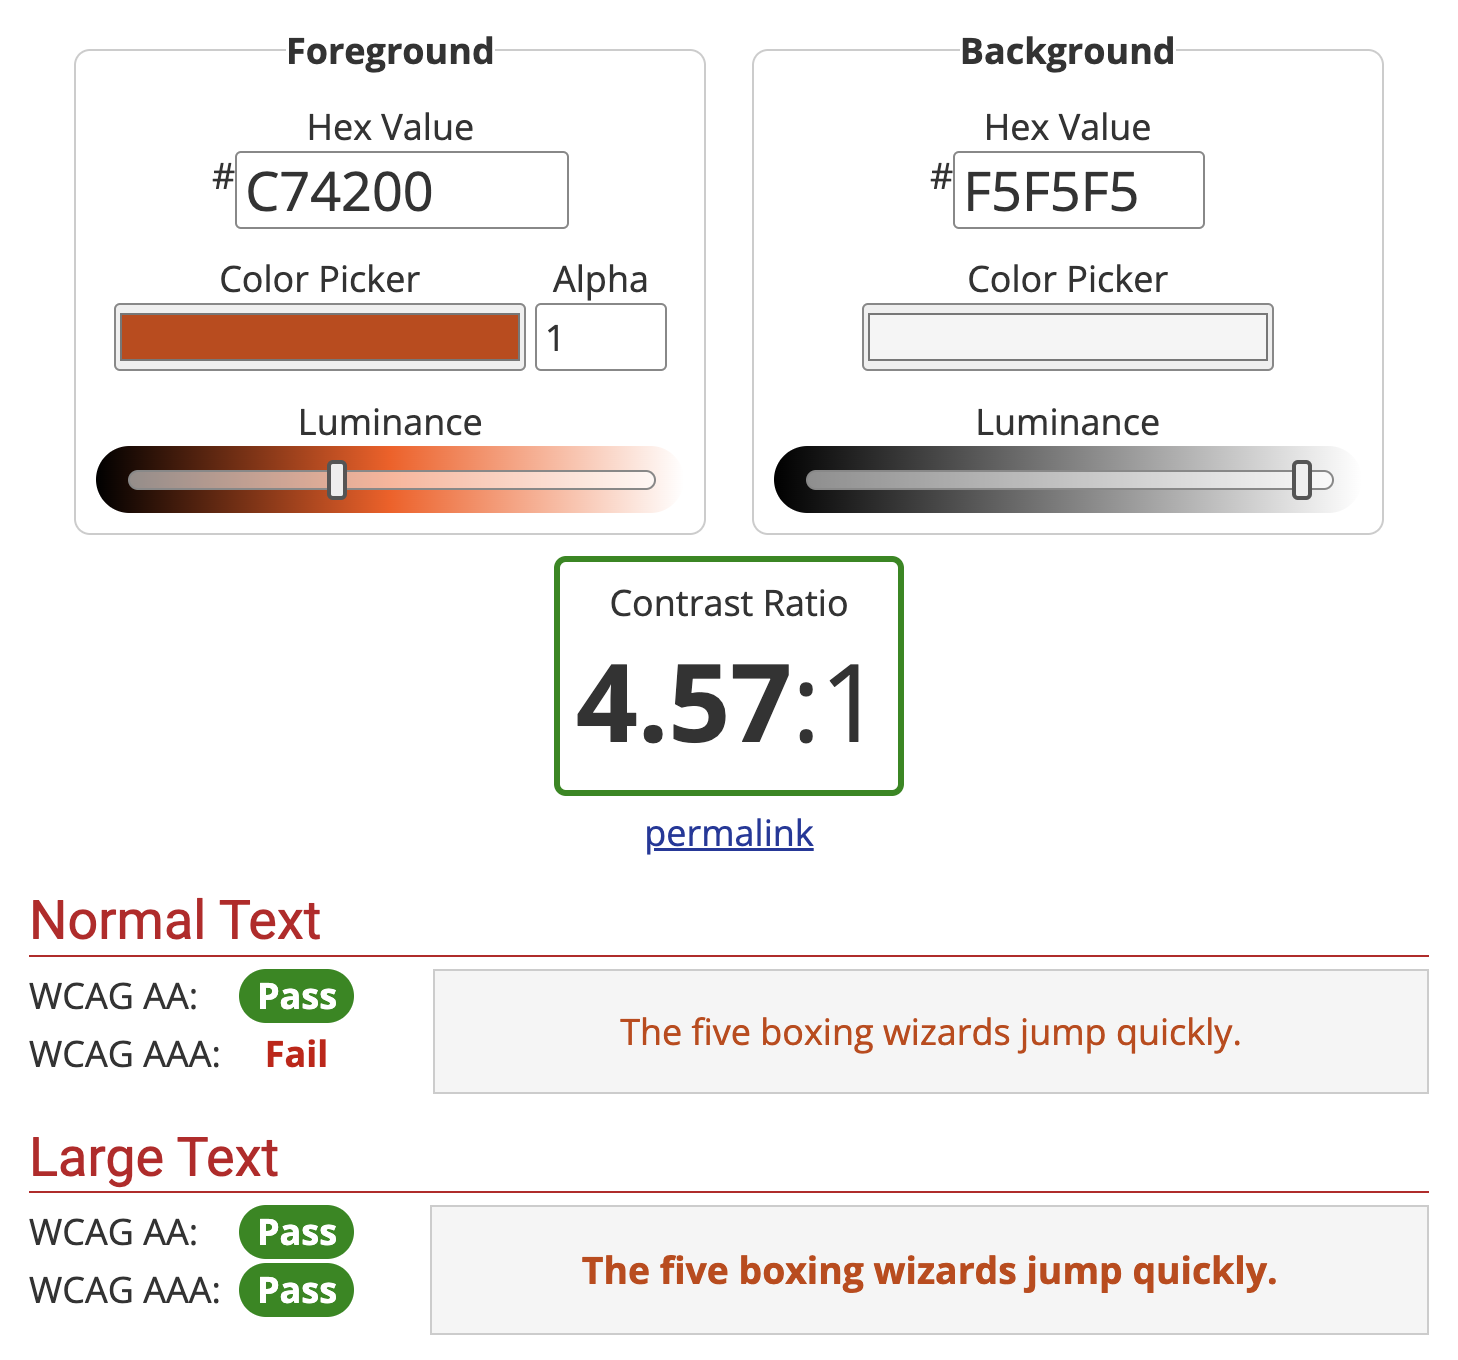 Foreground
Hex Value
# C74200
Color Picker Alpha
1
Luminance
Background
Hex Value
# F5F5F5
Color Picker
Luminance
Contrast Ratio
4.57:1
permalink
Normal Text
WCAG AA: Pass
WCAG AAA: Fail
The five boxing wizards jump quickly.
Large Text
WCAG AA: Pass
WCAG AAA: Pass
The five boxing wizards jump quickly.